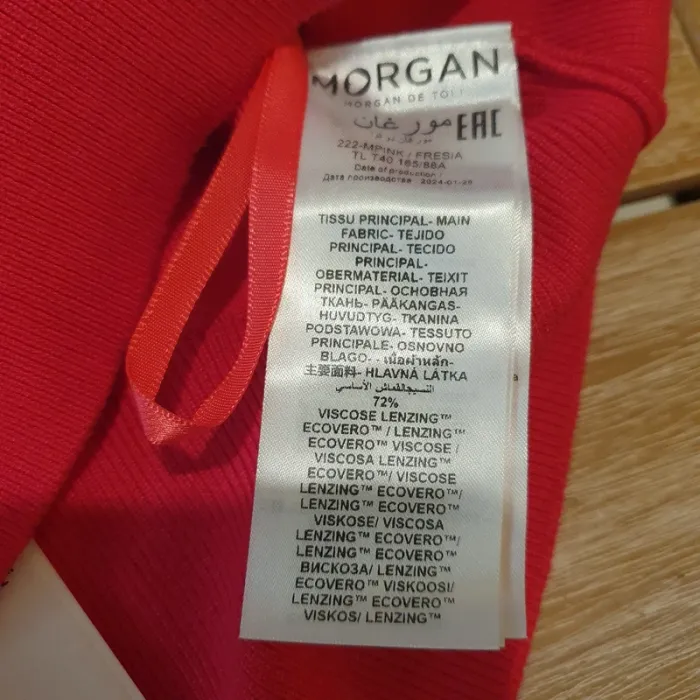 MORGAN
MORGAN DE TOI
مورغان
EAC
222-MPINK / FRESIA
TL T40 165/88A
Date of production /
Дата производства 2024-01-25
TISSU PRINCIPAL- MAIN
FABRIC- TEJIDO
PRINCIPAL- TECIDO
PRINCIPAL-
OBERMATERIAL- TEIXIT
PRINCIPAL- ОСНОВНАЯ
ТКАНЬ- PÄÄKANGAS-
HUVUDTYG- TKANINA
PODSTAWOWA- TESSUTO
PRINCIPALE- OSNOVNO
BLAGO- - เนื้อผ้าหลัก-
主要面料- HLAVNÁ LÁTKA
النسيج/القماش الأساسي
72%
VISCOSE LENZING™
ECOVERO™ / LENZING™
ECOVERO™ VISCOSE /
VISCOSA LENZING™
ECOVERO™/ VISCOSE
LENZING™ ECOVERO™/
LENZING™ ECOVERO™
VISKOSE/ VISCOSA
LENZING™ ECOVERO™/
LENZING™ ECOVERO™
ВИСКОЗА/ LENZING™
ECOVERO™ VISKOOSI/
LENZING™ ECOVERO™
VISKOS/ LENZING™